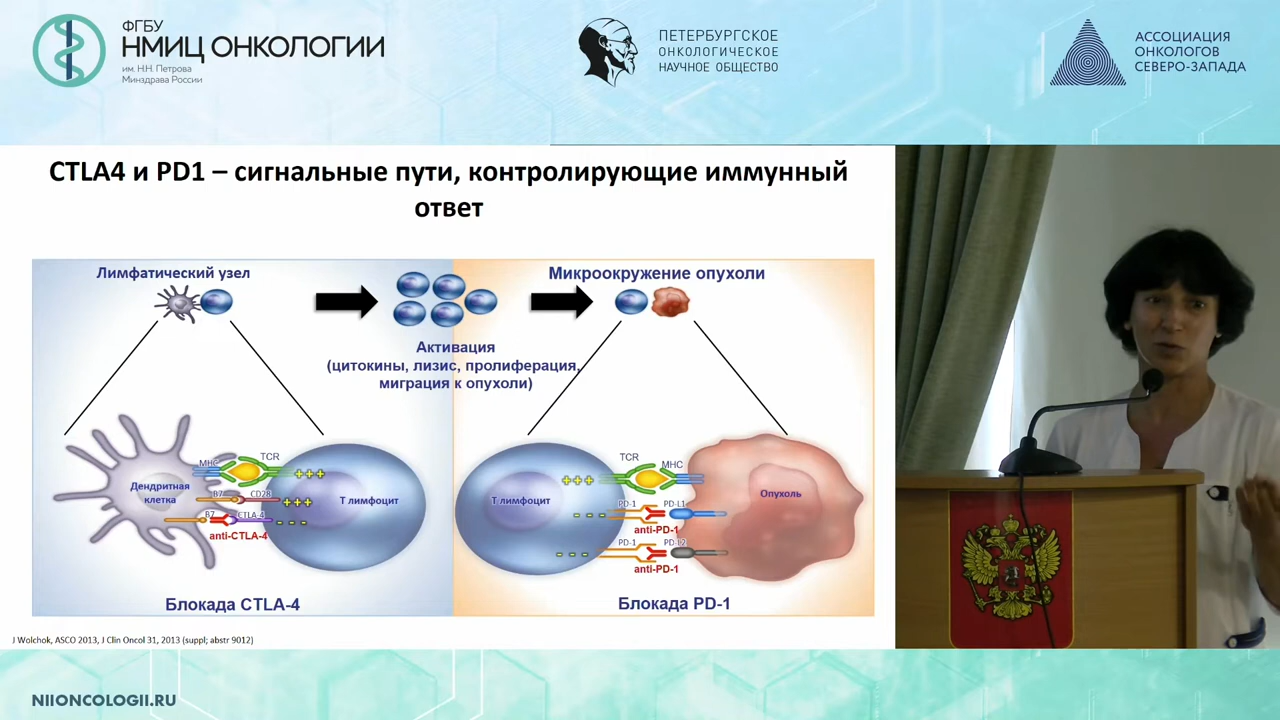 ФГБУ
НМИЦ ОНКОЛОГИИ
им. Н.Н. Петрова
Минздрава России
ПЕТЕРБУРГСКОЕ
ОНКОЛОГИЧЕСКОЕ
НАУЧНОЕ ОБЩЕСТВО
АССОЦИАЦИЯ
ОНКОЛОГОВ
СЕВЕРО-ЗАПАДА
CTLA4 и PD1 – сигнальные пути, контролирующие иммунный
ответ
Лимфатический узел
Микроокружение опухоли
Активация
(цитокины, лизис, пролиферация,
миграция к опухоли)
MHC
TCR
Дендритная
клетка
B7
CD28
+++
+++
Т лимфоцит
B7
CTLA-4
- - -
anti-CTLA-4
Блокада CTLA-4
TCR
MHC
+++
Т лимфоцит
Опухоль
PD-1
PD-L1
- - -
anti-PD-1
PD-1
PD-L2
- - - -
anti-PD-1
Блокада PD-1
J Wolchok, ASCO 2013, J Clin Oncol 31, 2013 (suppl; abstr 9012)
NIIONCOLOGII.RU